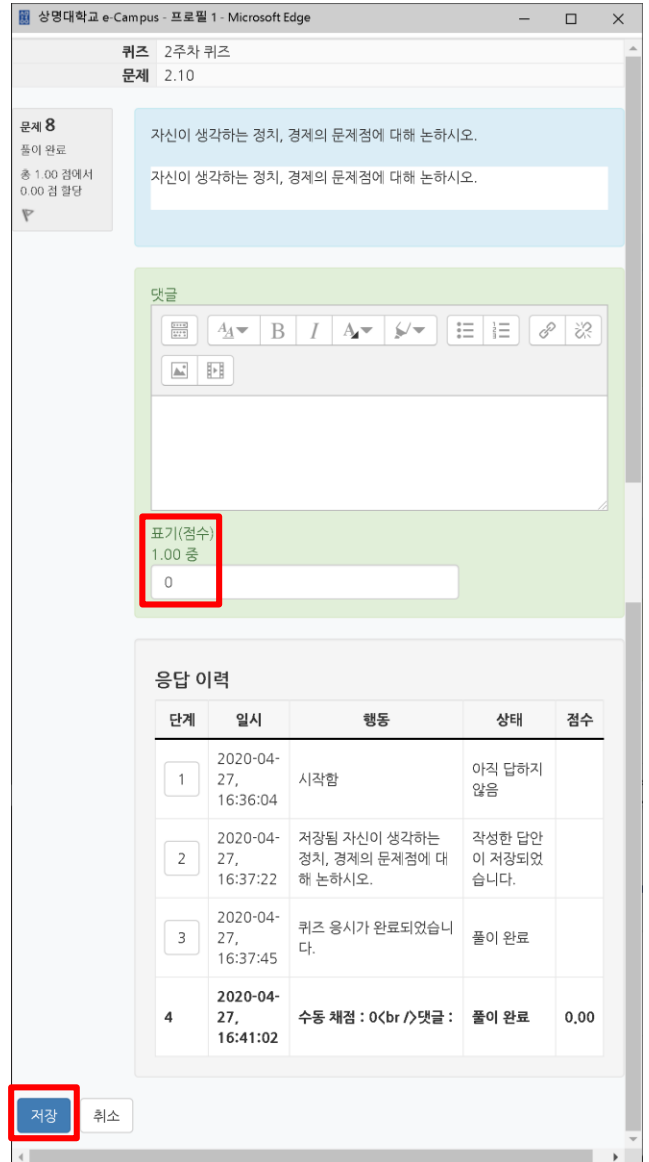 상명대학교 e-Campus - 프로필 1 - Microsoft Edge
퀴즈 2주차 퀴즈
문제 2.10
문제 8
풀이 완료
총 1.00 점에서
0.00 점 할당
자신이 생각하는 정치, 경제의 문제점에 대해 논하시오.
자신이 생각하는 정치, 경제의 문제점에 대해 논하시오.
댓글
표기(점수)
1.00 중
0
응답 이력
단계 일시 행동 상태 점수
1 2020-04-27, 16:36:04 시작함 아직 답하지 않음
2 2020-04-27, 16:37:22 저장됨 자신이 생각하는 정치, 경제의 문제점에 대해 논하시오. 작성한 답안이 저장되었습니다.
3 2020-04-27, 16:37:45 퀴즈 응시가 완료되었습니다. 풀이 완료
4 2020-04-27, 16:41:02 수동 채점 : 0<br />댓글 : 풀이 완료 0.00
저장 취소